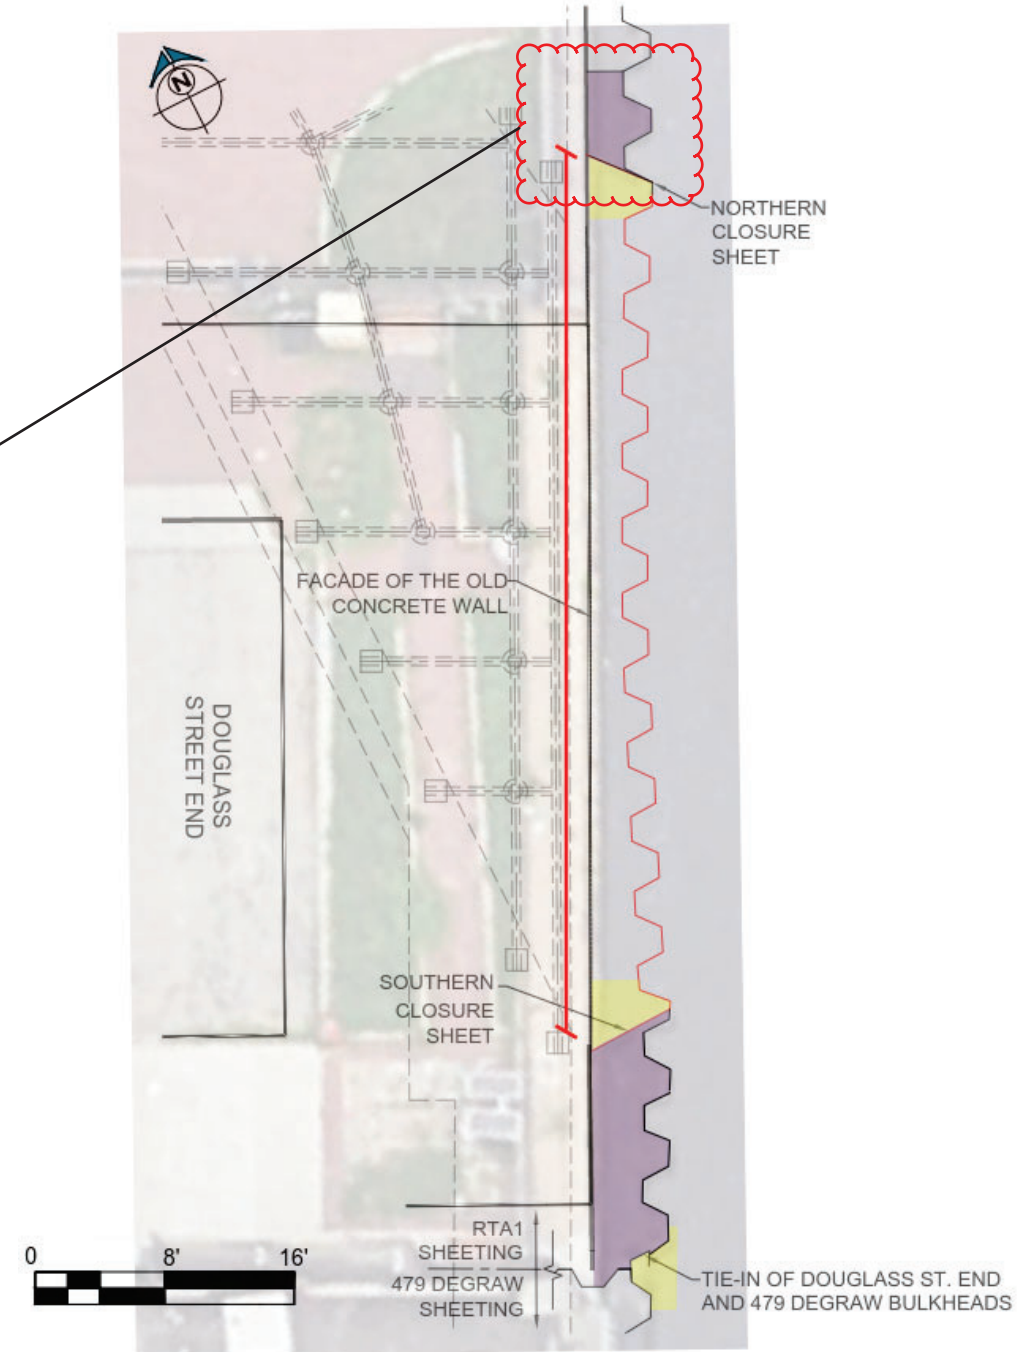 N
NORTHERN
CLOSURE
SHEET
FACADE OF THE OLD
CONCRETE WALL
DOUGLASS
STREET END
SOUTHERN
CLOSURE
SHEET
RTA1
SHEETING
479 DEGRAW
SHEETING
TIE-IN OF DOUGLASS ST. END
AND 479 DEGRAW BULKHEADS
0 8' 16'